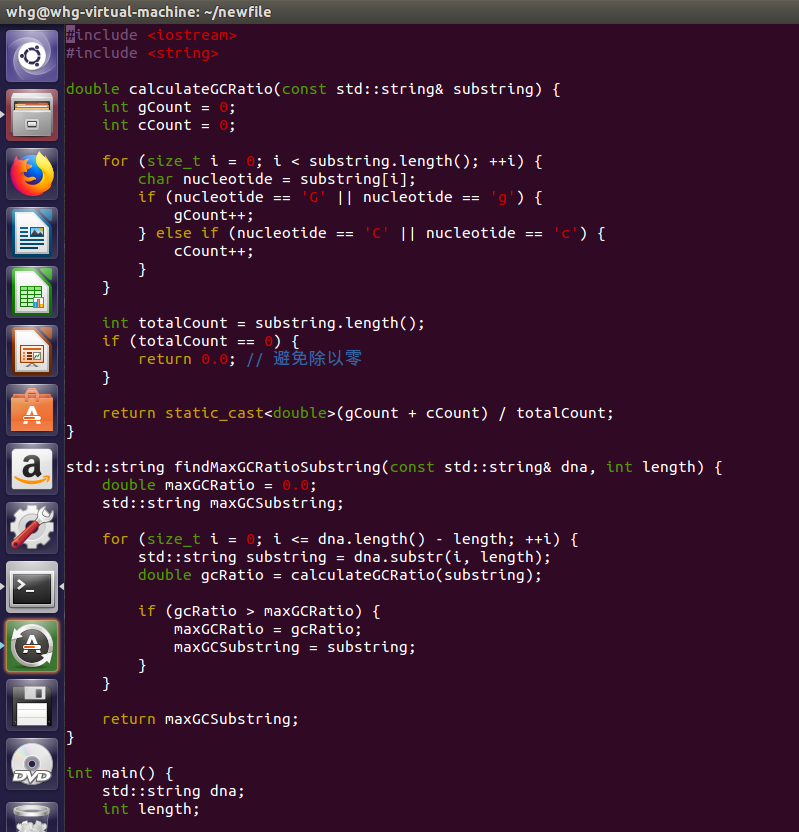 whg@whg-virtual-machine: ~/newfile
#include <iostream>
#include <string>
double calculateGCRatio(const std::string& substring) {
    int gCount = 0;
    int cCount = 0;
    for (size_t i = 0; i < substring.length(); ++i) {
        char nucleotide = substring[i];
        if (nucleotide == 'G' || nucleotide == 'g') {
            gCount++;
        } else if (nucleotide == 'C' || nucleotide == 'c') {
            cCount++;
        }
    }
    int totalCount = substring.length();
    if (totalCount == 0) {
        return 0.0; // 避免除以零
    }
    return static_cast<double>(gCount + cCount) / totalCount;
}
std::string findMaxGCRatioSubstring(const std::string& dna, int length) {
    double maxGCRatio = 0.0;
    std::string maxGCSubstring;
    for (size_t i = 0; i <= dna.length() - length; ++i) {
        std::string substring = dna.substr(i, length);
        double gcRatio = calculateGCRatio(substring);
        if (gcRatio > maxGCRatio) {
            maxGCRatio = gcRatio;
            maxGCSubstring = substring;
        }
    }
    return maxGCSubstring;
}
int main() {
    std::string dna;
    int length;
a
>_
A
DVD